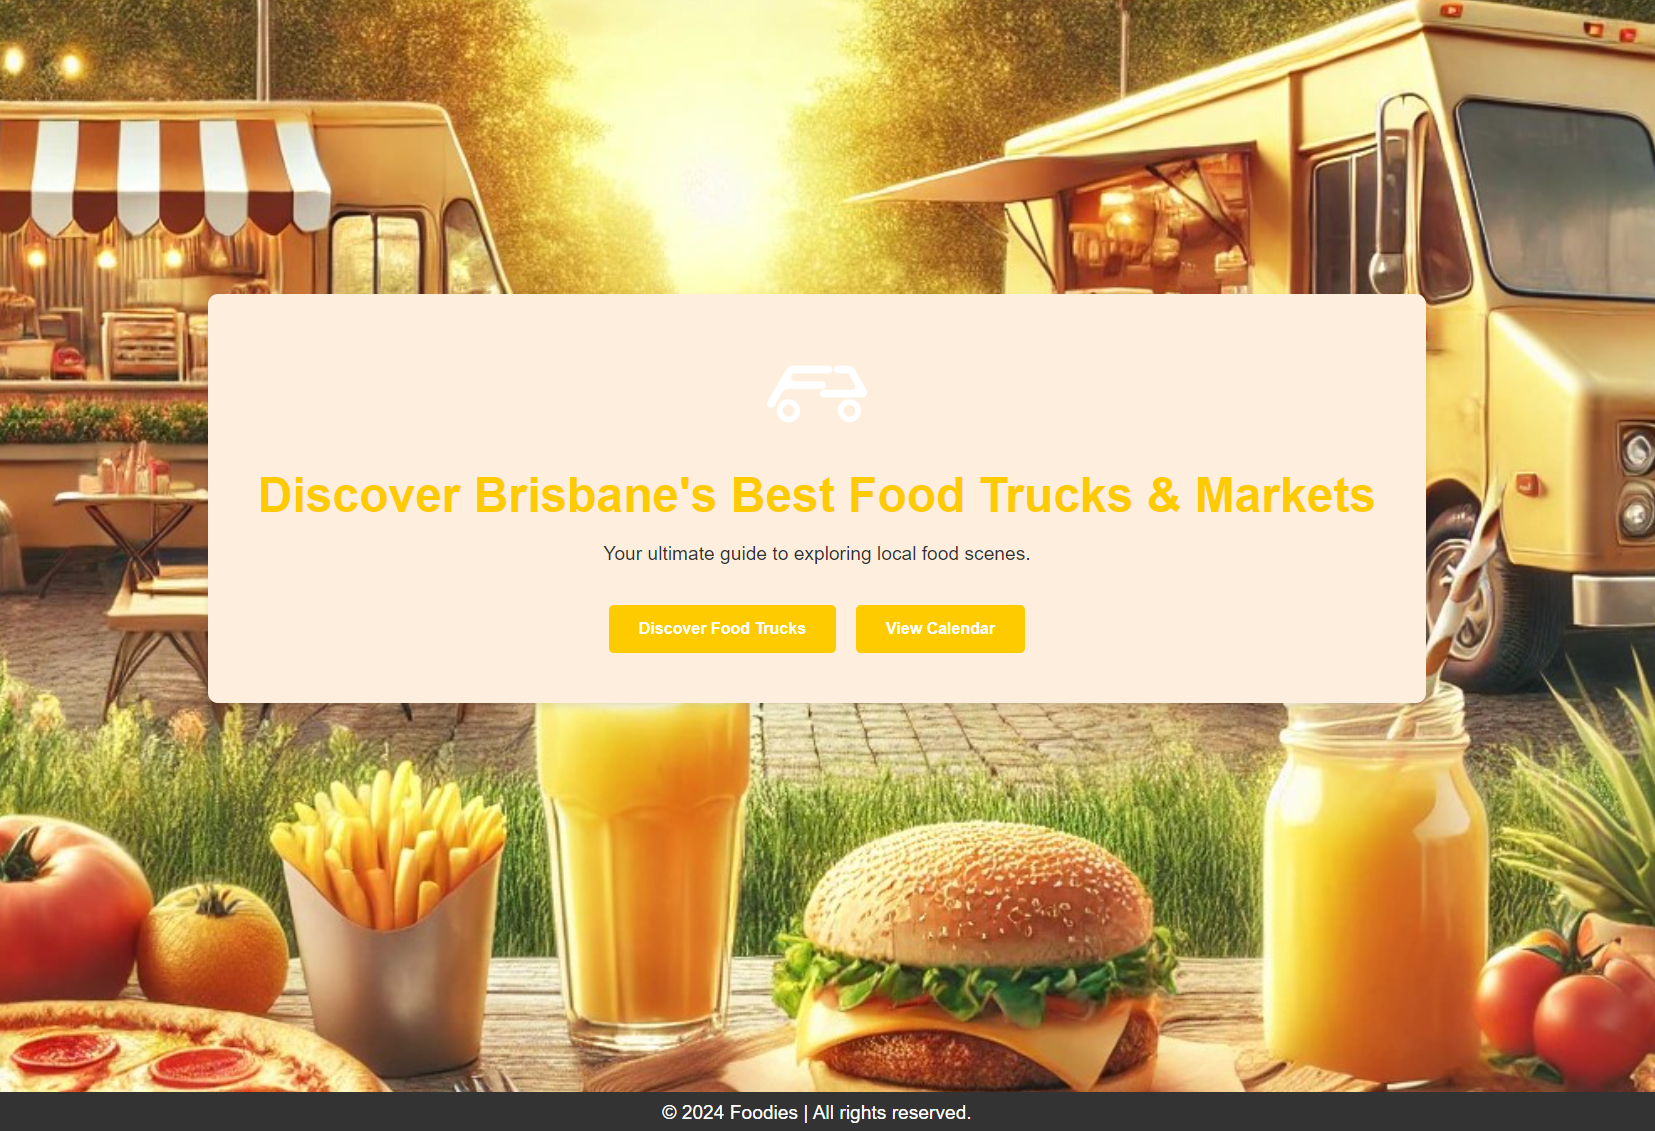 Discover Brisbane's Best Food Trucks & Markets
Your ultimate guide to exploring local food scenes.
Discover Food Trucks
View Calendar
© 2024 Foodies | All rights reserved.